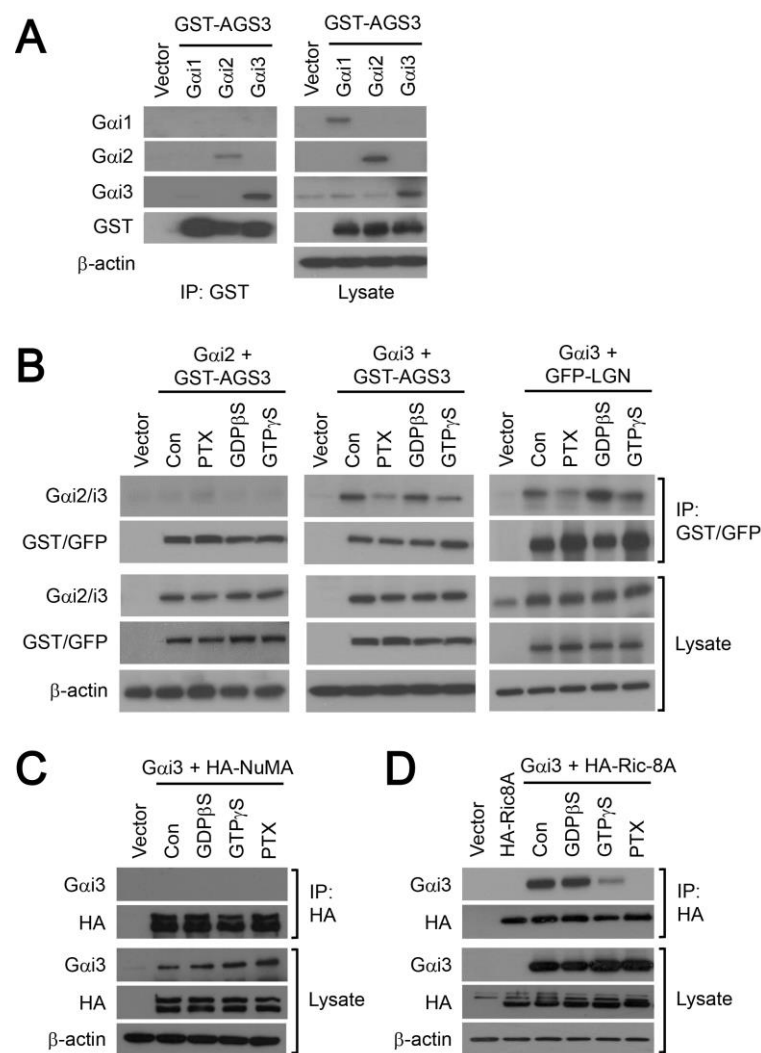 A
GST-AGS3
GST-AGS3
Vector
Gαi1
Gαi2
Gαi3
Vector
Gαi1
Gαi2
Gαi3
Gαi1
Gαi2
Gαi3
GST
β-actin
IP: GST
Lysate
B
Gαi2 +
GST-AGS3
Gαi3 +
GST-AGS3
Gαi3 +
GFP-LGN
Vector
Con
PTX
GDPβS
GTPγS
Vector
Con
PTX
GDPβS
GTPγS
Vector
Con
PTX
GDPβS
GTPγS
Gαi2/i3
GST/GFP
IP:
GST/GFP
Gαi2/i3
GST/GFP
β-actin
Lysate
C
Gαi3 + HA-NuMA
Vector
Con
GDPβS
GTPγS
PTX
Gαi3
HA
IP:
HA
Gαi3
HA
β-actin
Lysate
D
Gαi3 + HA-Ric-8A
Vector
HA-Ric8A
Con
GDPβS
GTPγS
PTX
Gαi3
HA
IP:
HA
Gαi3
HA
β-actin
Lysate